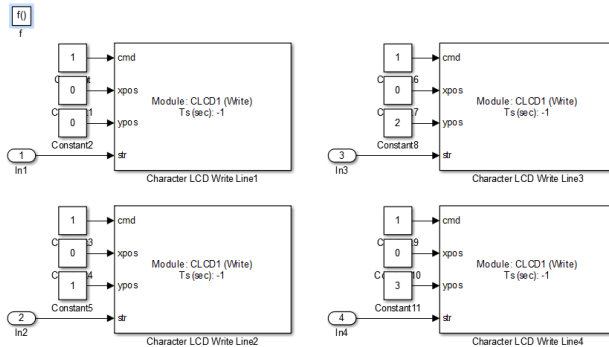 f()
f
1
cmd
Constant
0
xpos
Constant1
0
ypos
Constant2
1
str
In1
Module: CLCD1 (Write)
Ts (sec): -1
Character LCD Write Line1
1
cmd
0
xpos
2
ypos
Constant8
3
str
In3
Module: CLCD1 (Write)
Ts (sec): -1
Character LCD Write Line3
1
cmd
0
xpos
1
ypos
Constant5
2
str
In2
Module: CLCD1 (Write)
Ts (sec): -1
Character LCD Write Line2
1
cmd
0
xpos
3
ypos
Constant11
4
str
In4
Module: CLCD1 (Write)
Ts (sec): -1
Character LCD Write Line4